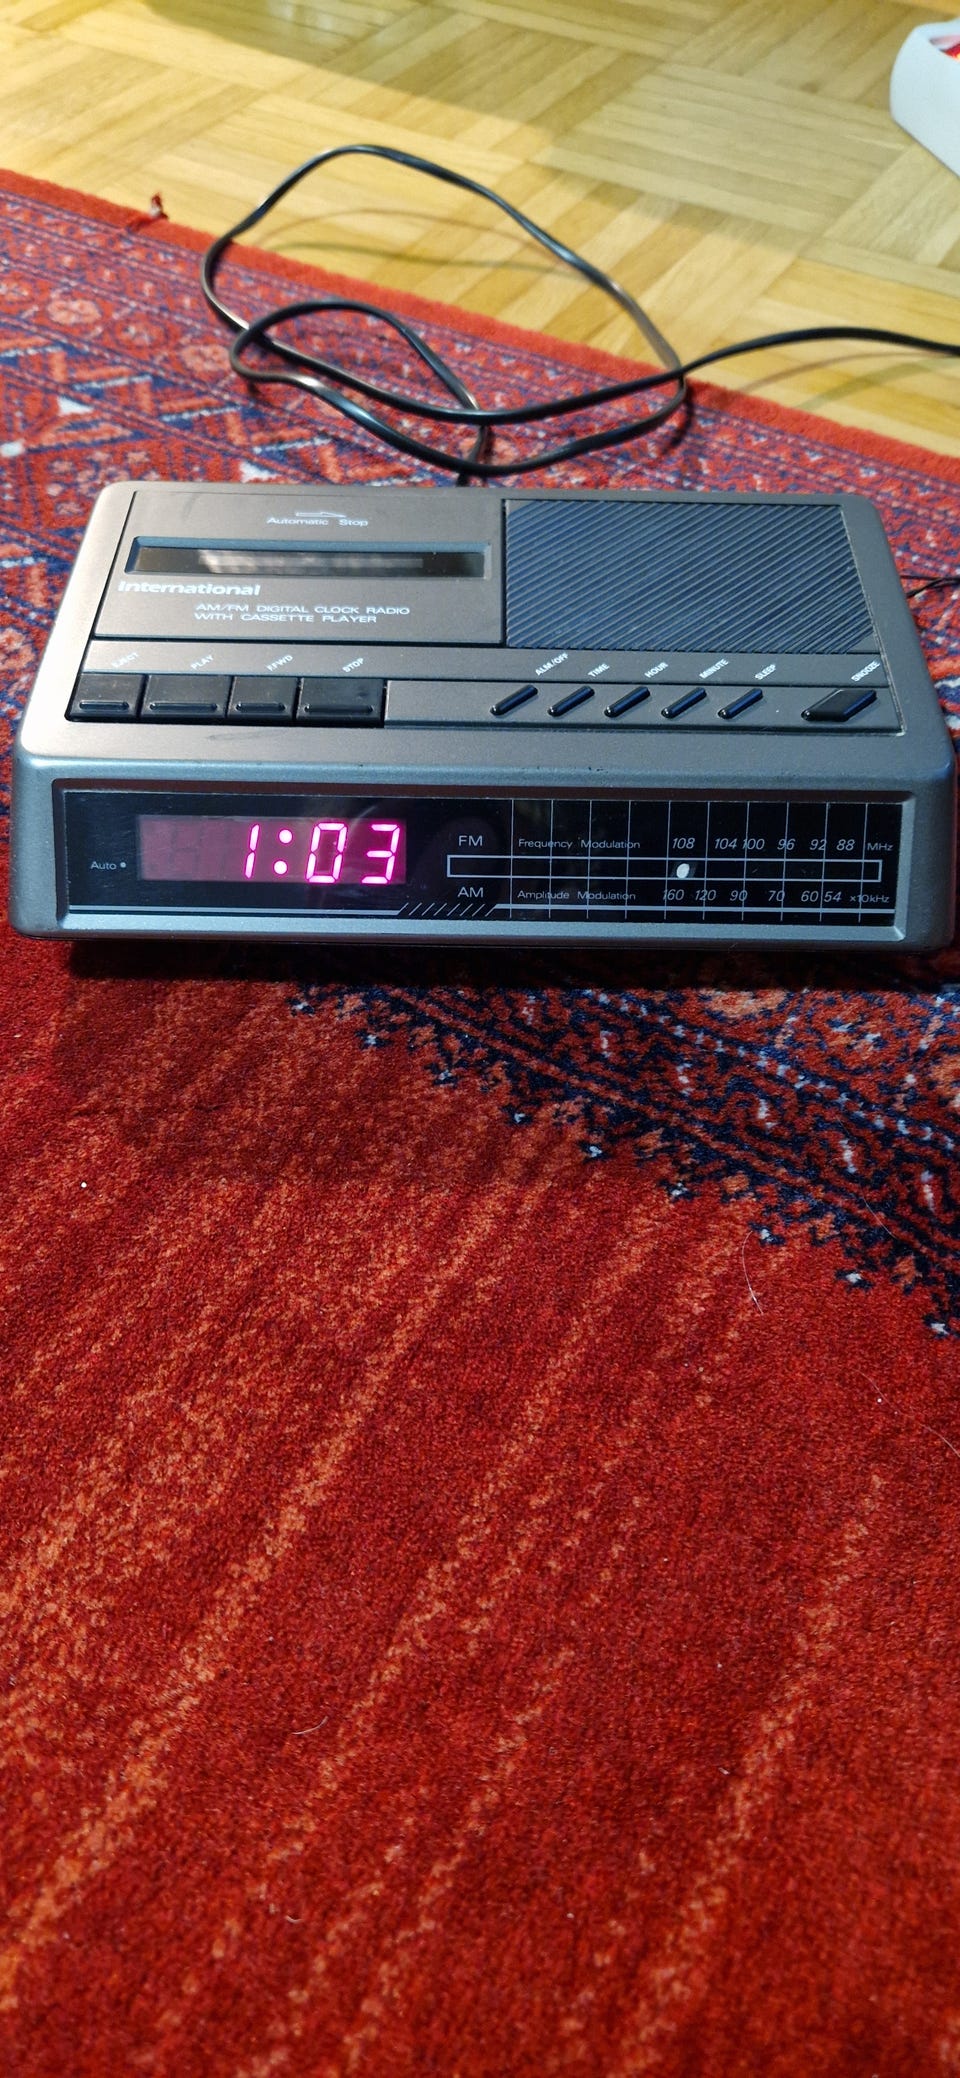 Automatic Stop
International
AM/FM DIGITAL CLOCK RADIO
WITH CASSETTE PLAYER
EJECT PLAY F.FWD STOP ALM./OFF TIME HOUR MINUTE SLEEP SNOOZE
Auto
1:03
FM Frequency Modulation 108 104 100 96 92 88 MHz
AM Amplitude Modulation 160 120 90 70 60 54 x10kHz